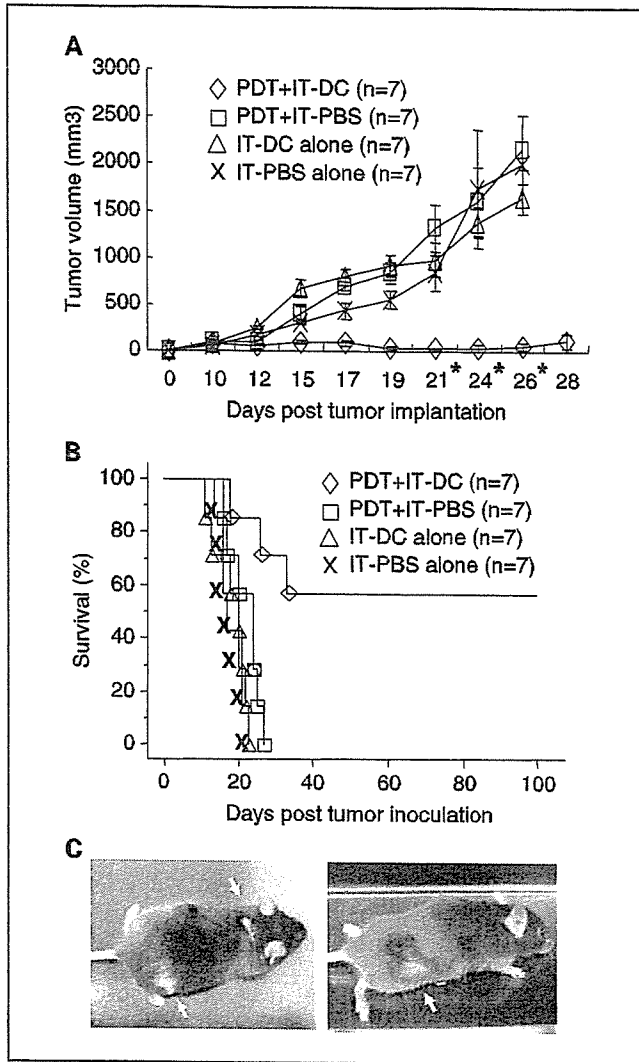 A
3000
2500
2000
1500
1000
500
0
Tumor volume (mm3)
PDT+IT-DC (n=7)
PDT+IT-PBS (n=7)
IT-DC alone (n=7)
IT-PBS alone (n=7)
0 10 12 15 17 19 21* 24* 26* 28
Days post tumor implantation
B
100
80
60
40
20
0
Survival (%)
PDT+IT-DC (n=7)
PDT+IT-PBS (n=7)
IT-DC alone (n=7)
IT-PBS alone (n=7)
0 20 40 60 80 100
Days post tumor inoculation
C